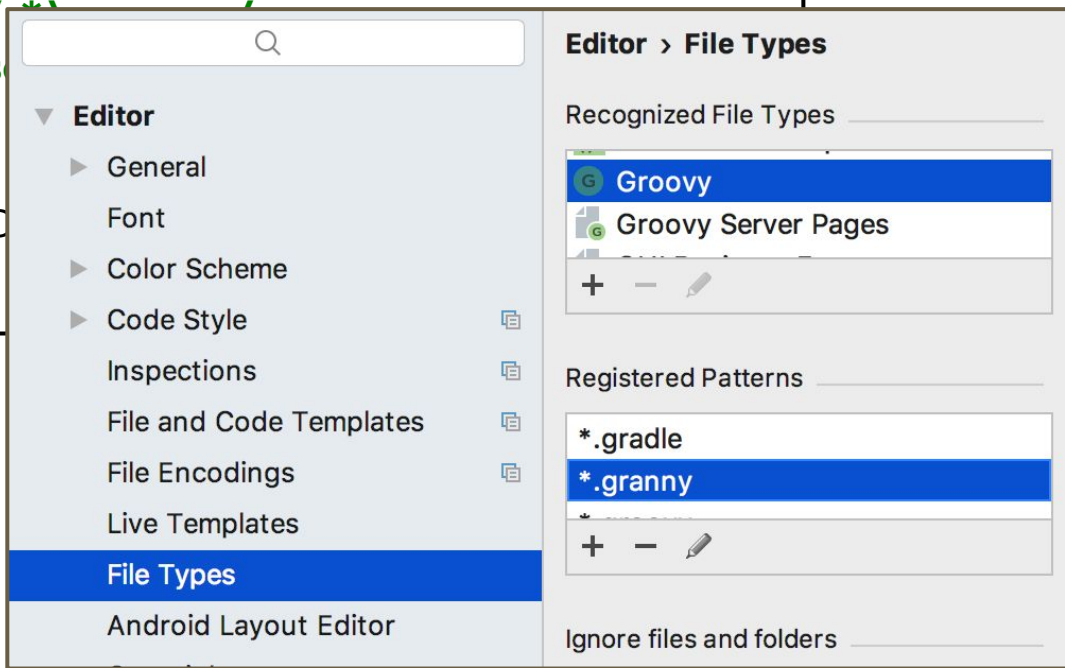 Editor
General
Font
Color Scheme
Code Style
Inspections
File and Code Templates
File Encodings
Live Templates
File Types
Android Layout Editor
Editor › File Types
Recognized File Types
Groovy
Groovy Server Pages
Registered Patterns
*.gradle
*.granny
Ignore files and folders